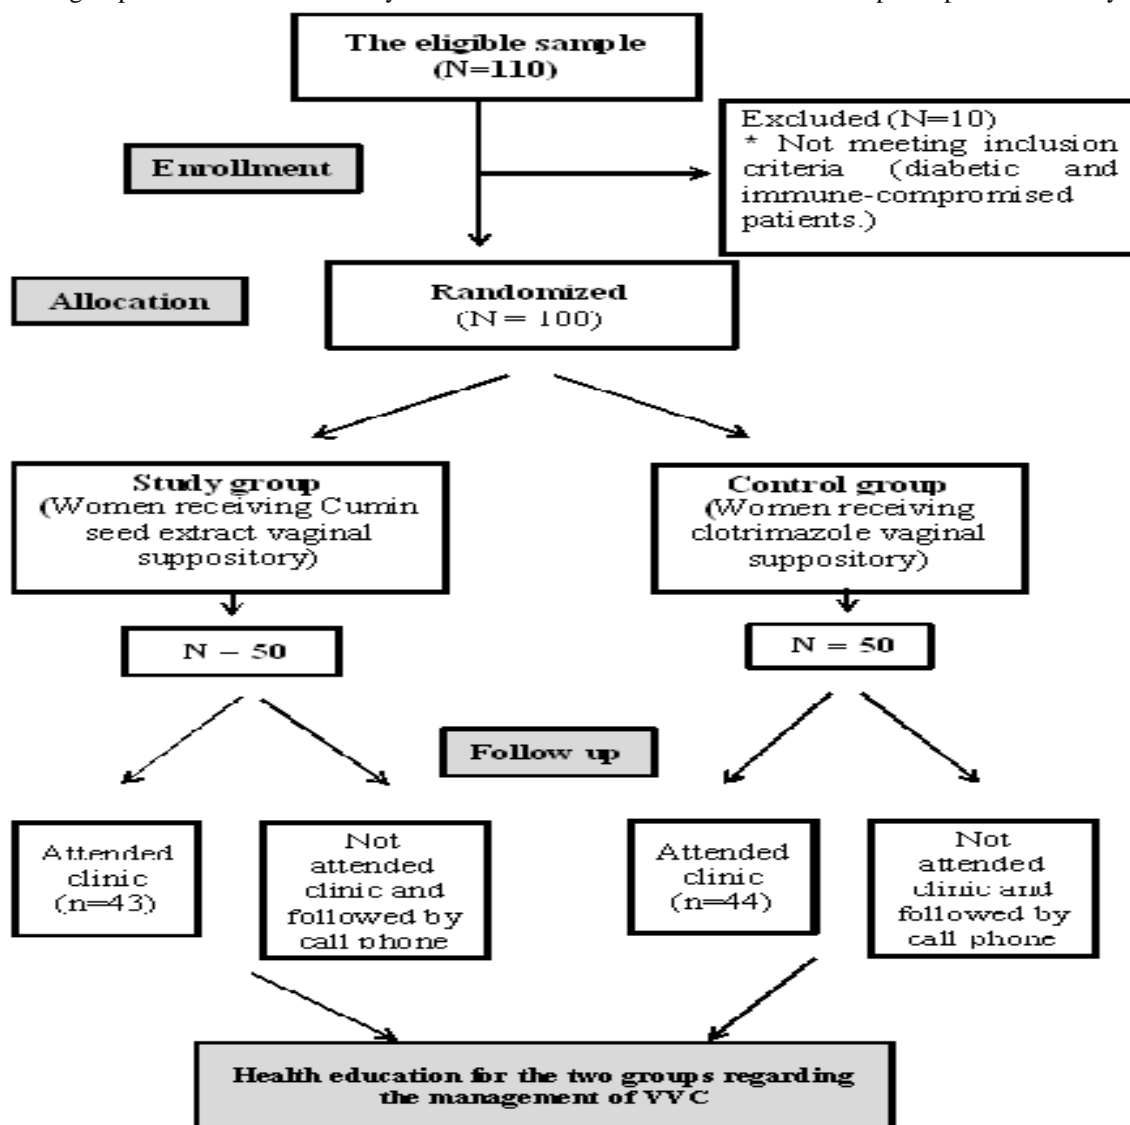 The eligible sample
(N=110)
Excluded (N=10)
* Not meeting inclusion
criteria (diabetic and
immune-compromised
patients.)
Enrollment
Allocation
Randomized
(N = 100)
Study group
(Women receiving Cumin
seed extract vaginal
suppository)
Control group
(Women receiving
clotrimazole vaginal
suppository)
N – 50
N = 50
Follow up
Attended
clinic
(n=43)
Not
attended
clinic and
followed by
call phone
Attended
clinic
(n=44)
Not
attended
clinic and
followed by
call phone
Health education for the two groups regarding
the management of VVC